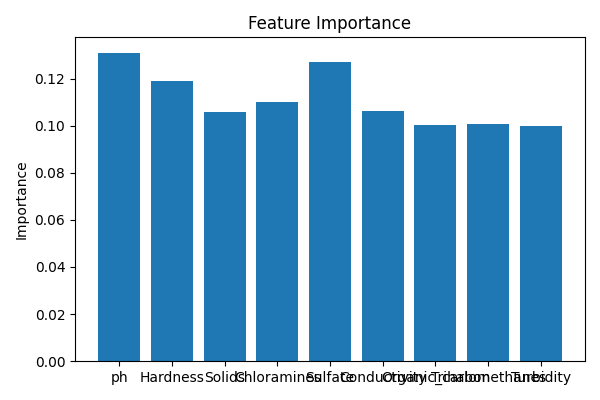 Feature Importance
Importance
0.12
0.10
0.08
0.06
0.04
0.02
0.00
ph Hardness Solids Chloramines Sulfate Conductivity Organic_carbon Trihalomethanes Turbidity